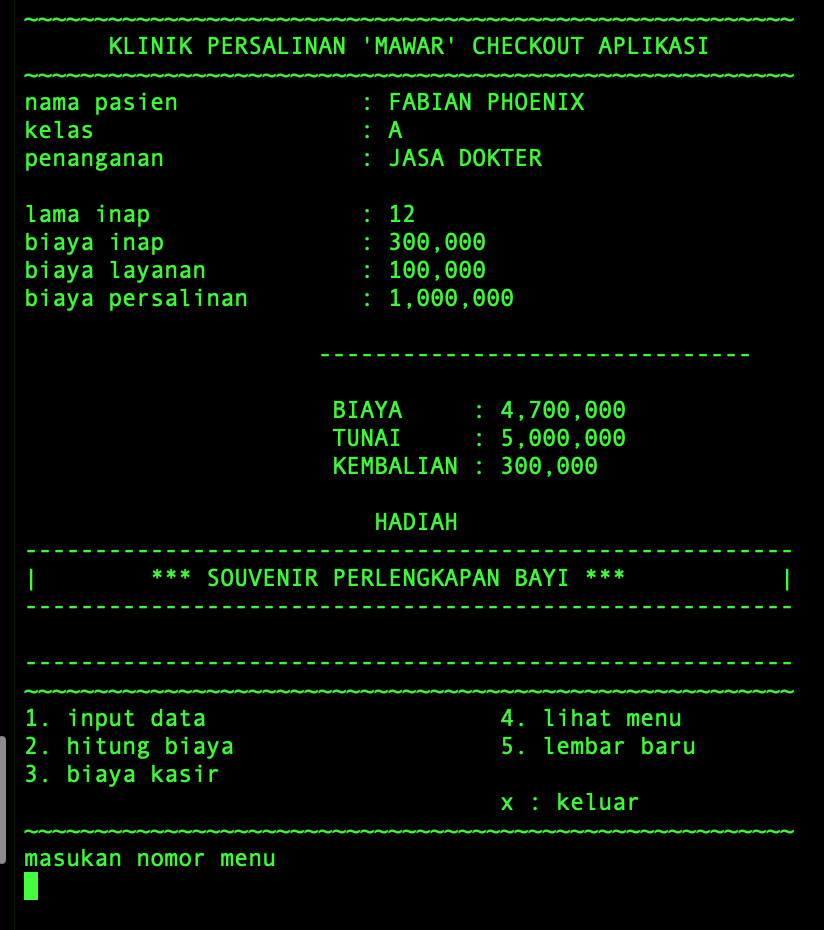 ~~~~~~~~~~~~~~~~~~~~~~~~~~~~~~~~~~~~~~~~~~~~~~~~~~~~~~~
KLINIK PERSALINAN 'MAWAR' CHECKOUT APLIKASI
~~~~~~~~~~~~~~~~~~~~~~~~~~~~~~~~~~~~~~~~~~~~~~~~~~~~~~~
nama pasien : FABIAN PHOENIX
kelas : A
penanganan : JASA DOKTER
lama inap : 12
biaya inap : 300,000
biaya layanan : 100,000
biaya persalinan : 1,000,000
-------------------------------
BIAYA : 4,700,000
TUNAI : 5,000,000
KEMBALIAN : 300,000
HADIAH
-------------------------------------------------------
| *** SOUVENIR PERLENGKAPAN BAYI *** |
-------------------------------------------------------
-------------------------------------------------------
~~~~~~~~~~~~~~~~~~~~~~~~~~~~~~~~~~~~~~~~~~~~~~~~~~~~~~~
1. input data 4. lihat menu
2. hitung biaya 5. lembar baru
3. biaya kasir
x : keluar
~~~~~~~~~~~~~~~~~~~~~~~~~~~~~~~~~~~~~~~~~~~~~~~~~~~~~~~
masukan nomor menu